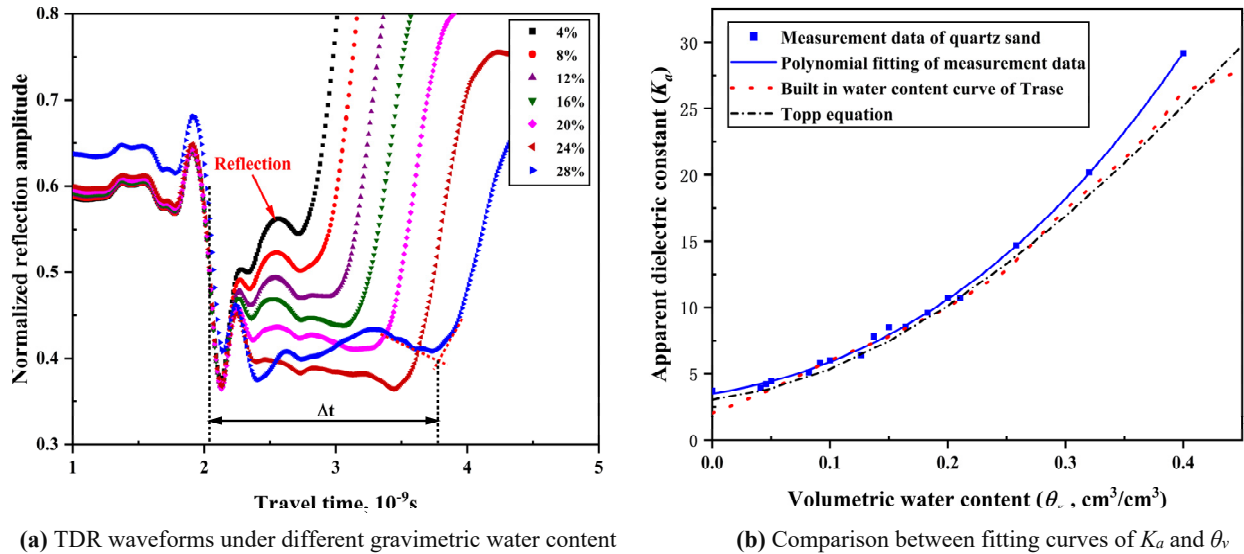 Normalized reflection amplitude
0.8
0.7
0.6
0.5
0.4
0.3
4%
8%
12%
16%
20%
24%
28%
Reflection
Δt
1 2 3 4 5
Travel time, 10⁻⁹s
(a) TDR waveforms under different gravimetric water content
Apparent dielectric constant (Kₐ)
30
25
20
15
10
5
0
Measurement data of quartz sand
Polynomial fitting of measurement data
Built in water content curve of Trase
Topp equation
0.0 0.1 0.2 0.3 0.4
Volumetric water content (θᵥ, cm³/cm³)
(b) Comparison between fitting curves of Kₐ and θᵥ